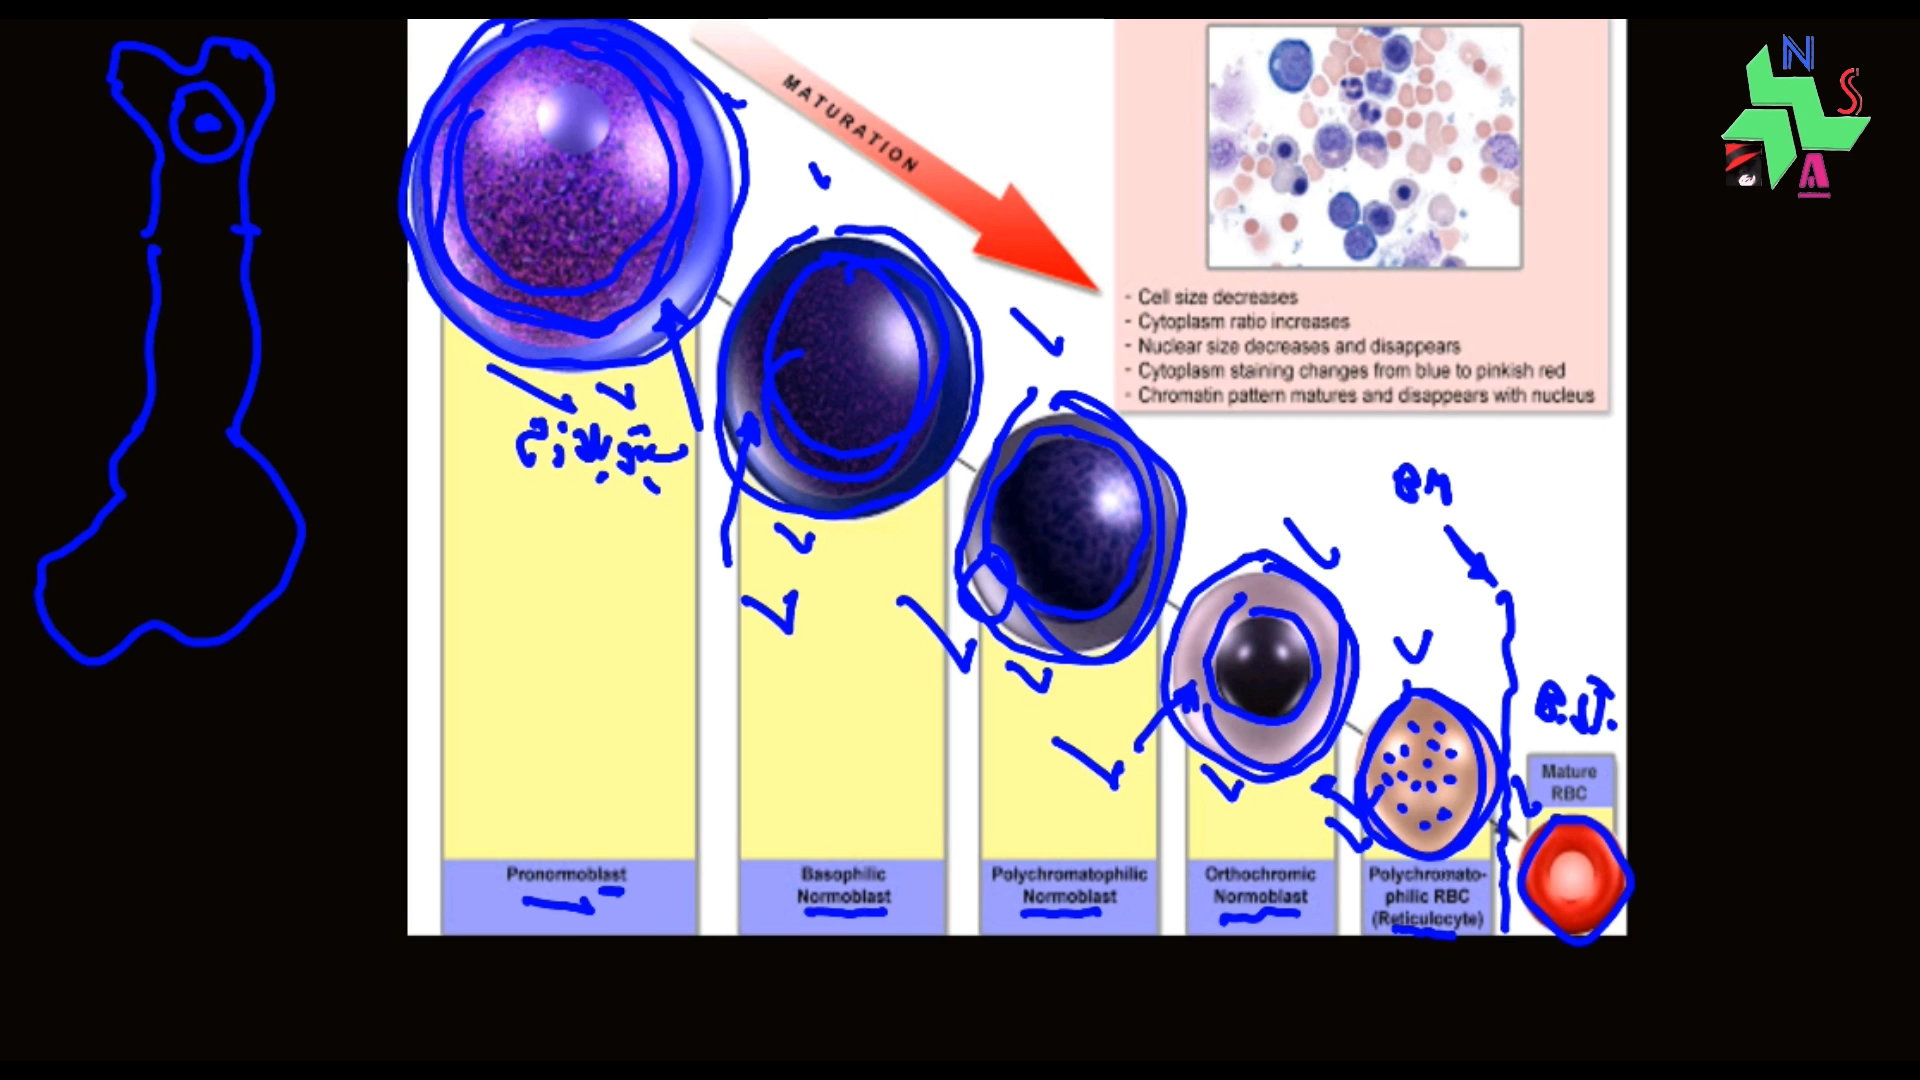 MATURATION
N
S
A
- Cell size decreases
- Cytoplasm ratio increases
- Nuclear size decreases and disappears
- Cytoplasm staining changes from blue to pinkish red
- Chromatin pattern matures and disappears with nucleus
BM
Mature
RBC
Pronormoblast
Basophilic
Normoblast
Polychromatophilic
Normoblast
Orthochromic
Normoblast
Polychromato-
philic RBC
(Reticulocyte)